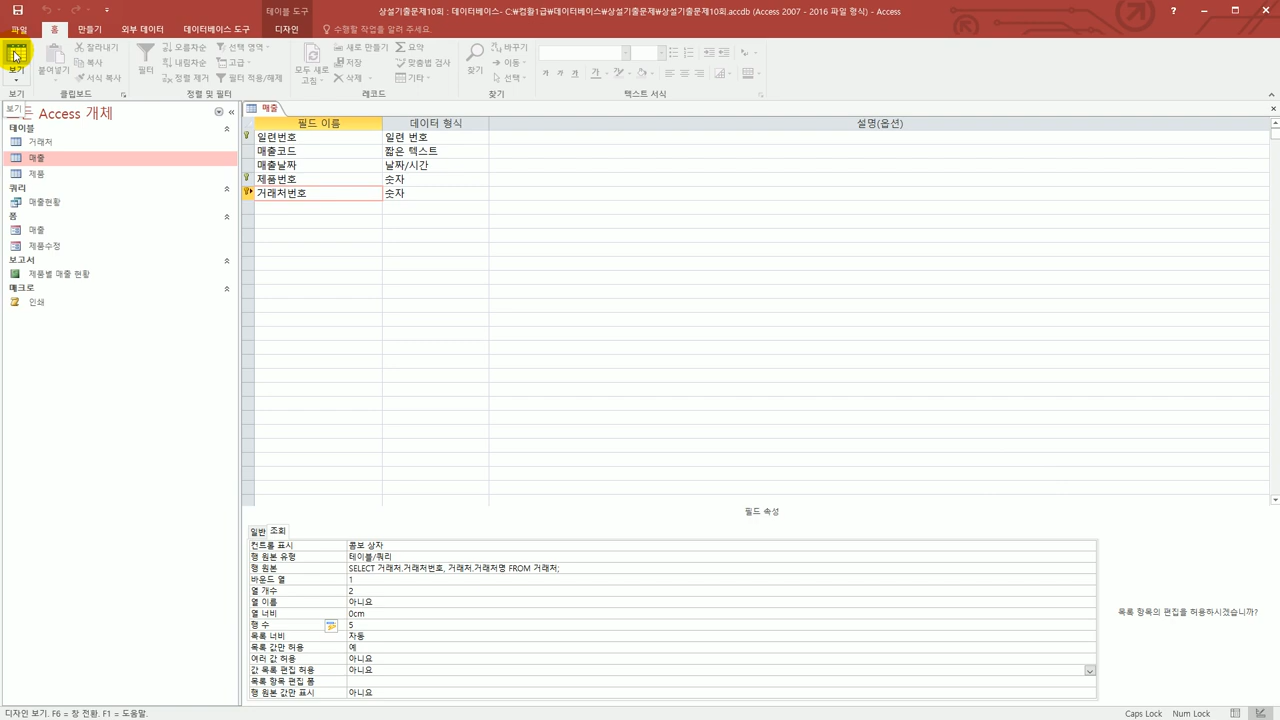 테이블 도구
상설기출문제10회 : 데이터베이스- C:₩컴활1급₩데이터베이스₩상설기출문제₩상설기출문제10회.accdb (Access 2007 - 2016 파일 형식) - Access
파일 홈 만들기 외부 데이터 데이터베이스 도구 디자인 수행할 작업을 알려 주세요.
보기
붙여넣기
잘라내기
복사
서식 복사
필터
오름차순
내림차순
정렬 제거
선택 영역
고급
필터 적용/해제
모두 새로 고침
새로 만들기
저장
삭제
요약
맞춤법 검사
기타
찾기
바꾸기
이동
선택
가 가 가 가
보기 클립보드 정렬 및 필터 레코드 찾기 텍스트 서식
보기
든 Access 개체
테이블
거래처
매출
제품
쿼리
매출현황
폼
매출
제품수정
보고서
제품별 매출 현황
매크로
인쇄
매출
필드 이름 데이터 형식 설명(옵션)
일련번호 일련 번호
매출코드 짧은 텍스트
매출날짜 날짜/시간
제품번호 숫자
거래처번호 숫자
필드 속성
일반 조회
컨트롤 표시 콤보 상자
행 원본 유형 테이블/쿼리
행 원본 SELECT 거래처.거래처번호, 거래처.거래처명 FROM 거래처;
바운드 열 1
열 개수 2
열 이름 아니요
열 너비 0cm
행 수 5
목록 너비 자동
목록 값만 허용 예
여러 값 허용 아니요
값 목록 편집 허용 아니요
목록 항목 편집 폼
행 원본 값만 표시 아니요
목록 항목의 편집을 허용하시겠습니까?
디자인 보기. F6 = 창 전환. F1 = 도움말. Caps Lock Num Lock